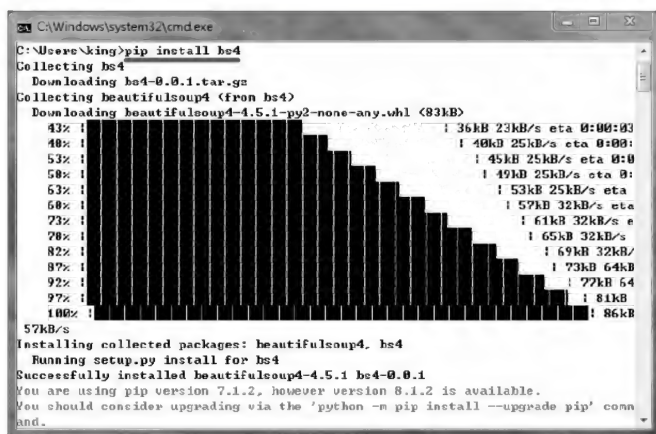 C:\Windows\system32\cmd.exe
C:\Users\king>pip install bs4
Collecting bs4
Downloading bs4-0.0.1.tar.gz
Collecting beautifulsoup4 (from bs4)
Downloading beautifulsoup4-4.5.1-py2-none-any.whl (83kB)
43% | | 36kB 23kB/s eta 0:00:03
48% | | 40kB 25kB/s eta 0:00:
53% | | 45kB 25kB/s eta 0:0
58% | | 49kB 25kB/s eta 0:
63% | | 53kB 25kB/s eta
68% | | 57kB 32kB/s eta
73% | | 61kB 32kB/s e
78% | | 65kB 32kB/s
82% | | 69kB 32kB/
87% | | 73kB 64kB
92% | | 77kB 64
97% | | 81kB
100% | | 86kB
57kB/s
Installing collected packages: beautifulsoup4, bs4
Running setup.py install for bs4
Successfully installed beautifulsoup4-4.5.1 bs4-0.0.1
You are using pip version 7.1.2, however version 8.1.2 is available.
You should consider upgrading via the 'python -m pip install --upgrade pip' comm
and.